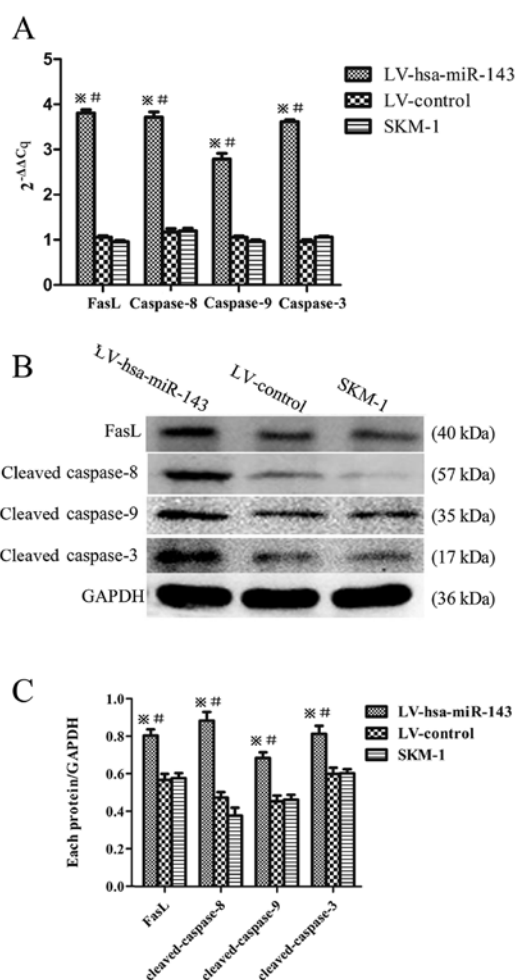 A
5
4
3
2
1
0
2^-ΔΔCq
※ #
※ #
※ #
※ #
FasL Caspase-8 Caspase-9 Caspase-3
LV-hsa-miR-143
LV-control
SKM-1
B
LV-hsa-miR-143 LV-control SKM-1
FasL (40 kDa)
Cleaved caspase-8 (57 kDa)
Cleaved caspase-9 (35 kDa)
Cleaved caspase-3 (17 kDa)
GAPDH (36 kDa)
C
1.0
0.8
0.6
0.4
0.2
0.0
Each protein/GAPDH
※ #
※ #
※ #
※ #
FasL
cleaved-caspase-8
cleaved-caspase-9
cleaved-caspase-3
LV-hsa-miR-143
LV-control
SKM-1